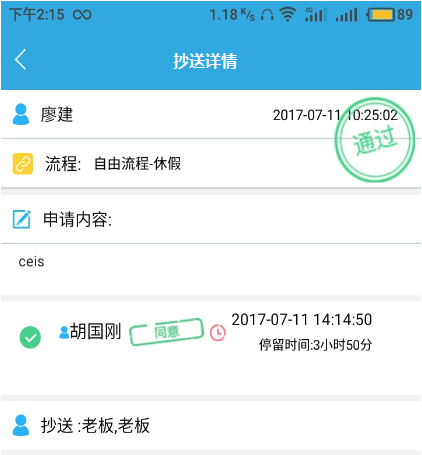 下午2:15 1.18 K/s 4G 89
抄送详情
廖建 2017-07-11 10:25:02
通过
流程: 自由流程-休假
申请内容:
ceis
胡国刚 同意 2017-07-11 14:14:50
停留时间:3小时50分
抄送 :老板,老板